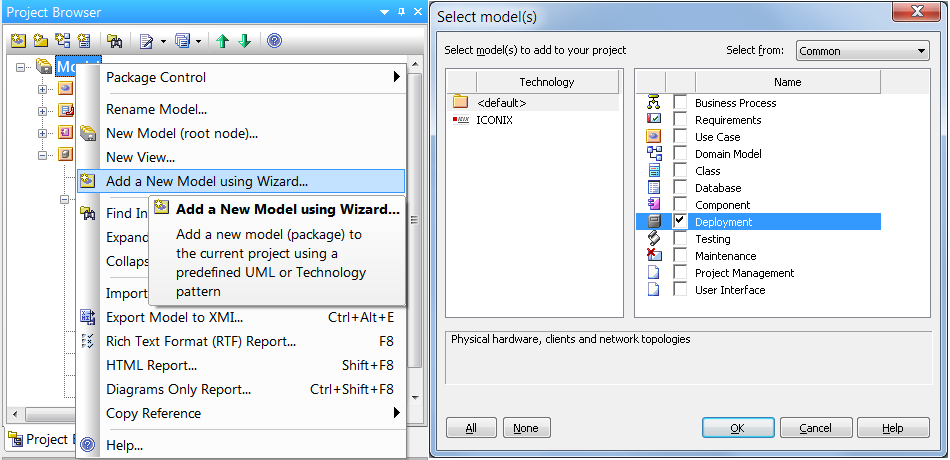 Project Browser
Package Control
Rename Model...
New Model (root node)...
New View...
Add a New Model using Wizard...
Add a New Model using Wizard...
Add a new model (package) to
the current project using a
predefined UML or Technology
pattern
Find In
Expand
Collaps
Import
Export Model to XMI... Ctrl+Alt+E
Rich Text Format (RTF) Report... F8
HTML Report... Shift+F8
Diagrams Only Report... Ctrl+Shift+F8
Copy Reference
Help...
Project B
Select model(s)
Select model(s) to add to your project
Select from: Common
Technology
<default>
ICONIX
Name
Business Process
Requirements
Use Case
Domain Model
Class
Database
Component
Deployment
Testing
Maintenance
Project Management
User Interface
Physical hardware, clients and network topologies
All None OK Cancel Help